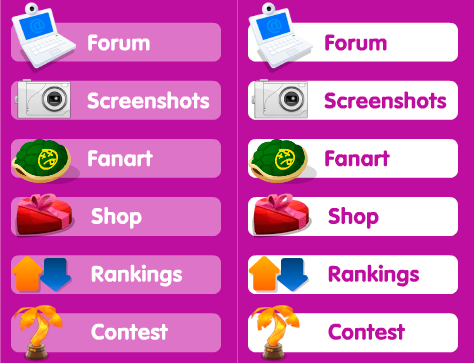 Forum
Forum
Screenshots
Screenshots
Fanart
Fanart
Shop
Shop
Rankings
Rankings
Contest
Contest